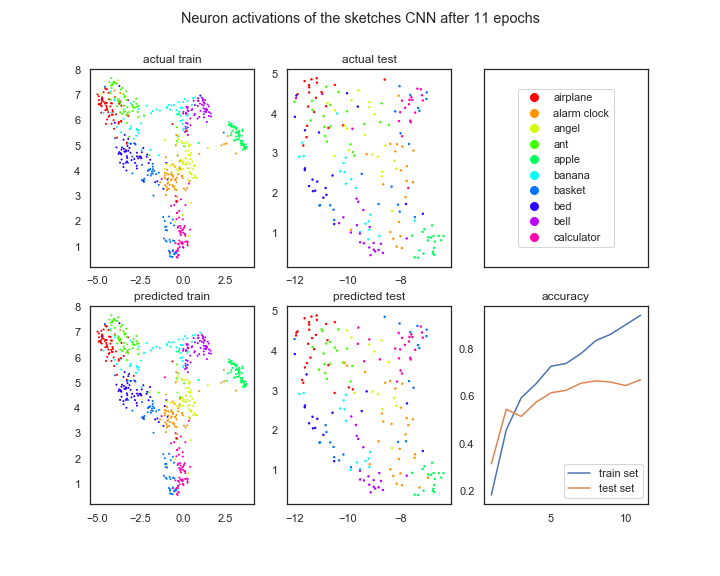 Neuron activations of the sketches CNN after 11 epochs
actual train
8
7
6
5
4
3
2
1
−5.0 −2.5 0.0 2.5
actual test
5
4
3
2
1
−12 −10 −8
airplane
alarm clock
angel
ant
apple
banana
basket
bed
bell
calculator
predicted train
8
7
6
5
4
3
2
1
−5.0 −2.5 0.0 2.5
predicted test
5
4
3
2
1
−12 −10 −8
accuracy
0.8
0.6
0.4
0.2
train set
test set
5 10